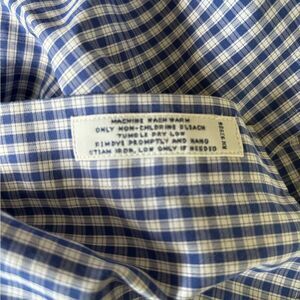 MACHINE WASH WARM
ONLY NON-CHLORINE BLEACH
TUMBLE DRY LOW
REMOVE PROMPTLY AND HANG
STEAM IRON, LOW ONLY IF NEEDED